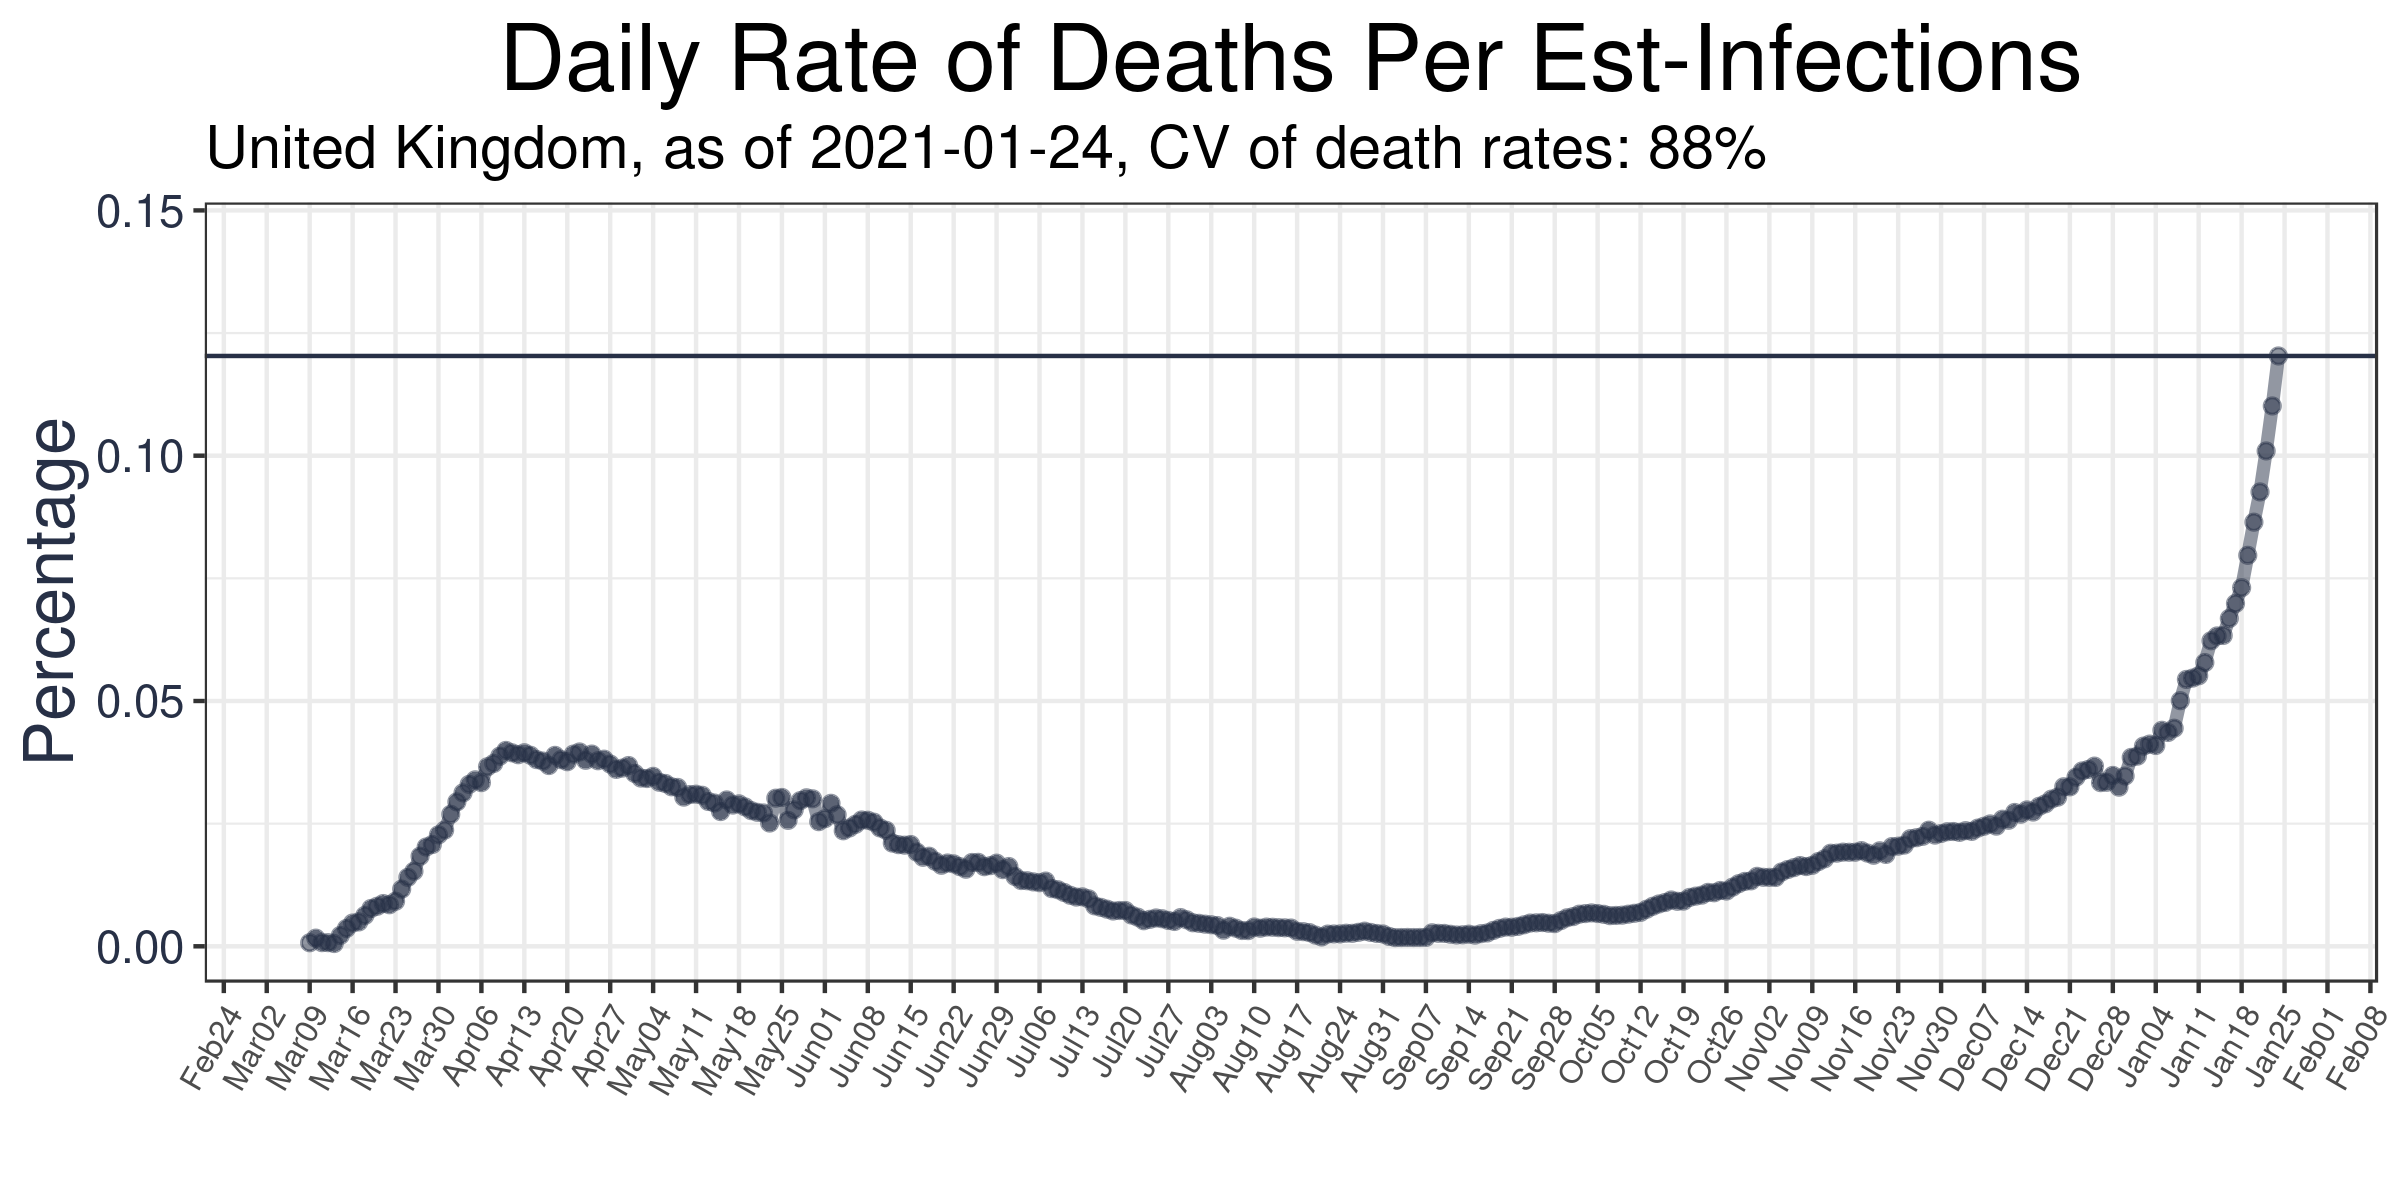 Daily Rate of Deaths Per Est-Infections
United Kingdom, as of 2021-01-24, CV of death rates: 88%
Percentage
0.15
0.10
0.05
0.00
Feb24
Mar02
Mar09
Mar16
Mar23
Mar30
Apr06
Apr13
Apr20
Apr27
May04
May11
May18
May25
Jun01
Jun08
Jun15
Jun22
Jun29
Jul06
Jul13
Jul20
Jul27
Aug03
Aug10
Aug17
Aug24
Aug31
Sep07
Sep14
Sep21
Sep28
Oct05
Oct12
Oct19
Oct26
Nov02
Nov09
Nov16
Nov23
Nov30
Dec07
Dec14
Dec21
Dec28
Dec04
Jan11
Jan18
Jan25
Feb01
Feb08